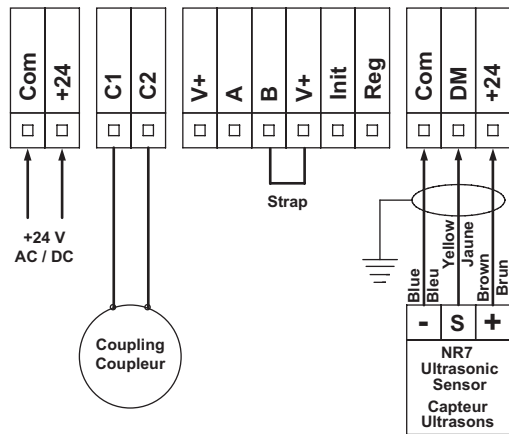 Com +24 C1 C2 V+ A B V+ Init Reg Com DM +24
Strap
+24 V
AC / DC
Blue
Bleu
Yellow
Jaune
Brown
Brun
Coupling
Coupleur
- S +
NR7
Ultrasonic
Sensor
Capteur
Ultrasons